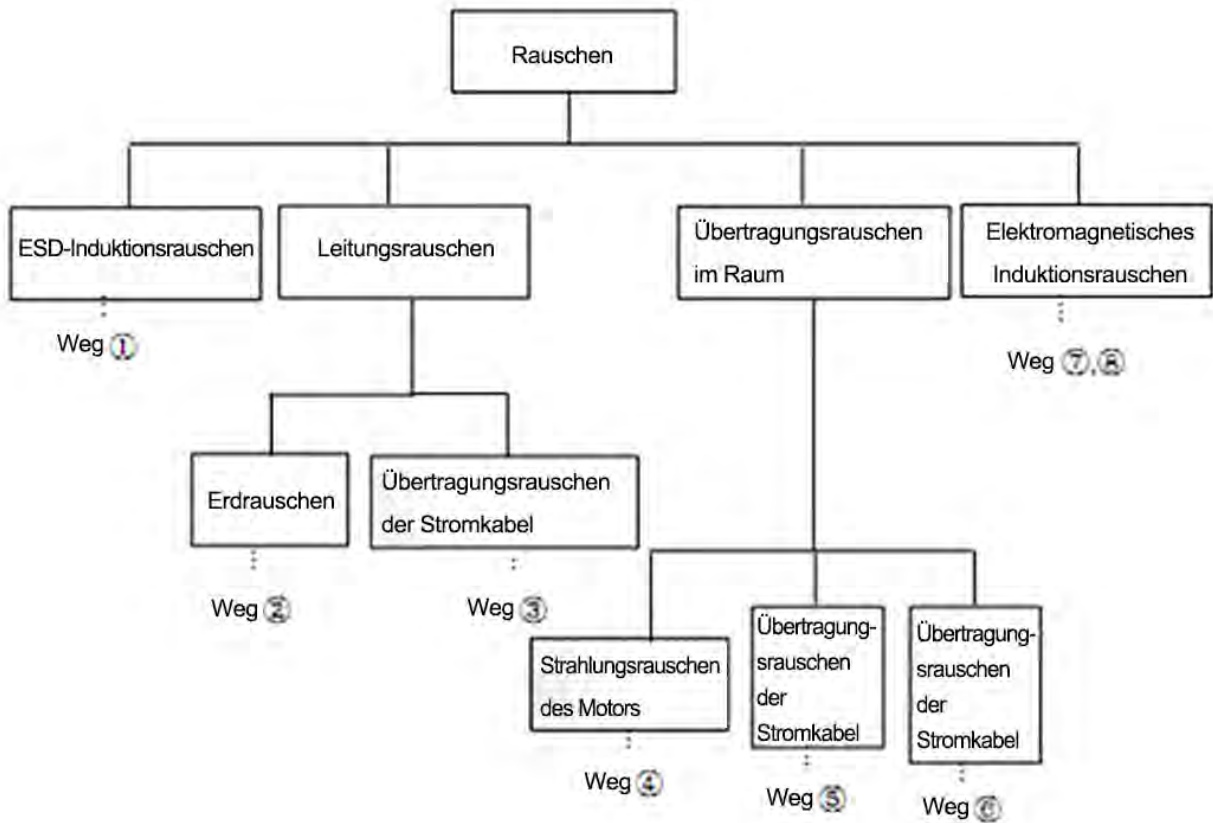 Rauschen
ESD-Induktionsrauschen
Leitungsrauschen
Übertragungsrauschen
im Raum
Elektromagnetisches
Induktionsrauschen
Weg ①
Weg ⑦,⑧
Erdrauschen
Übertragungsrauschen
der Stromkabel
Weg ②
Weg ③
Strahlungsrauschen
des Motors
Übertragung-
srauschen
der
Stromkabel
Übertragung-
srauschen
der
Stromkabel
Weg ④
Weg ⑤
Weg ⑥